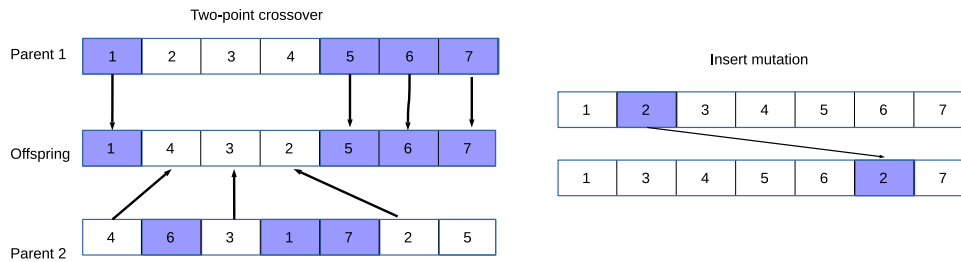 Two-point crossover
Parent 1
1 2 3 4 5 6 7
Offspring
1 4 3 2 5 6 7
Parent 2
4 6 3 1 7 2 5
Insert mutation
1 2 3 4 5 6 7
1 3 4 5 6 2 7